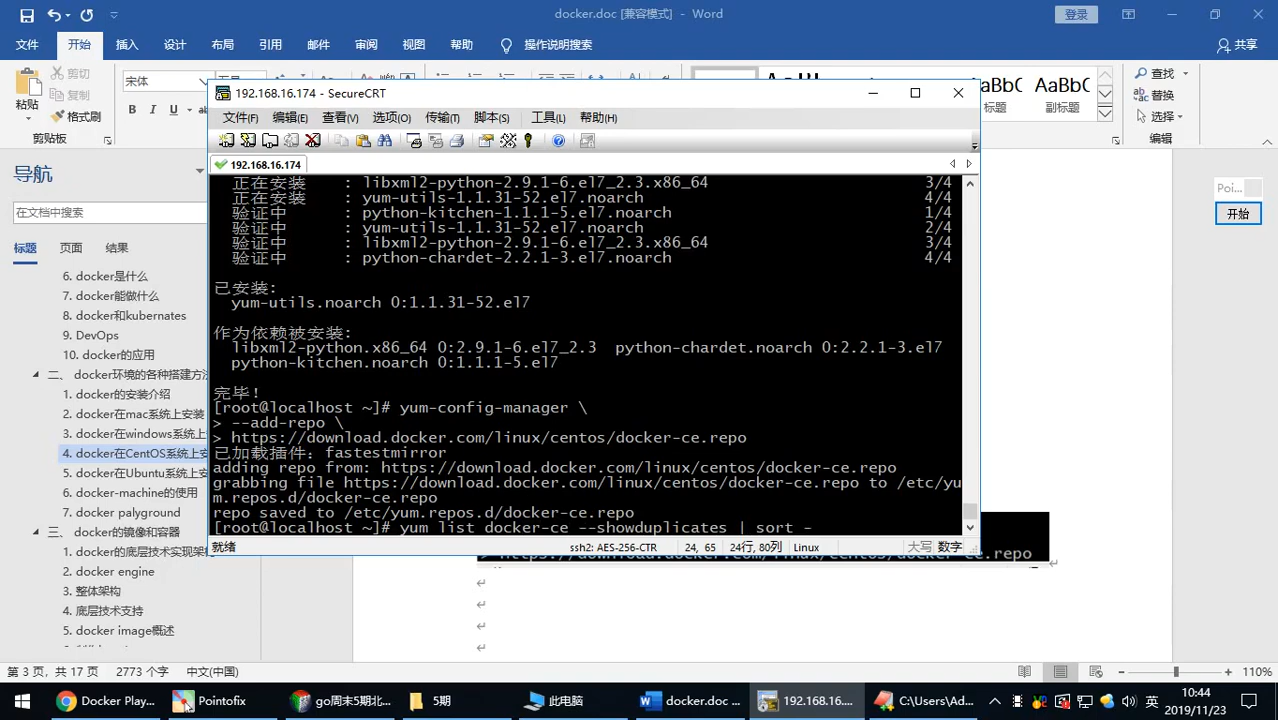 docker.doc [兼容模式] - Word
登录
文件 开始 插入 设计 布局 引用 邮件 审阅 视图 帮助 操作说明搜索 共享
粘贴
剪切
复制
格式刷
剪贴板
宋体
B I U
标题
副标题
查找
替换
选择
编辑
192.168.16.174 - SecureCRT
文件(F) 编辑(E) 查看(V) 选项(O) 传输(T) 脚本(S) 工具(L) 帮助(H)
192.168.16.174
导航
在文档中搜索
标题 页面 结果
6. docker是什么
7. docker能做什么
8. docker和kubernates
9. DevOps
10. docker的应用
二、 docker环境的各种搭建方法
1. docker的安装介绍
2. docker在mac系统上安装
3. docker在windows系统上
4. docker在CentOS系统上安
5. docker在Ubuntu系统上安
6. docker-machine的使用
7. docker palyground
三、 docker的镜像和容器
1. docker的底层技术实现架
2. docker engine
3. 整体架构
4. 底层技术支持
5. docker image概述
正在安装 : libxml2-python-2.9.1-6.el7_2.3.x86_64 3/4
正在安装 : yum-utils-1.1.31-52.el7.noarch 4/4
验证中 : python-kitchen-1.1.1-5.el7.noarch 1/4
验证中 : yum-utils-1.1.31-52.el7.noarch 2/4
验证中 : libxml2-python-2.9.1-6.el7_2.3.x86_64 3/4
验证中 : python-chardet-2.2.1-3.el7.noarch 4/4
已安装:
yum-utils.noarch 0:1.1.31-52.el7
作为依赖被安装:
libxml2-python.x86_64 0:2.9.1-6.el7_2.3 python-chardet.noarch 0:2.2.1-3.el7
python-kitchen.noarch 0:1.1.1-5.el7
完毕！
[root@localhost ~]# yum-config-manager \
> --add-repo \
> https://download.docker.com/linux/centos/docker-ce.repo
已加载插件：fastestmirror
adding repo from: https://download.docker.com/linux/centos/docker-ce.repo
grabbing file https://download.docker.com/linux/centos/docker-ce.repo to /etc/yu
m.repos.d/docker-ce.repo
repo saved to /etc/yum.repos.d/docker-ce.repo
[root@localhost ~]# yum list docker-ce --showduplicates | sort -
就绪 ssh2: AES-256-CTR 24, 65 24行, 80列 Linux 大写 数字
> https://download.docker.com/linux/centos/docker-ce.repo
Poi...
开始
第 3 页，共 17 页 2773 个字 中文(中国) 110%
Docker Play... Pointofix go周末5期北... 5期 此电脑 docker.doc ... 192.168.16.... C:\Users\Ad...
英
10:44
2019/11/23